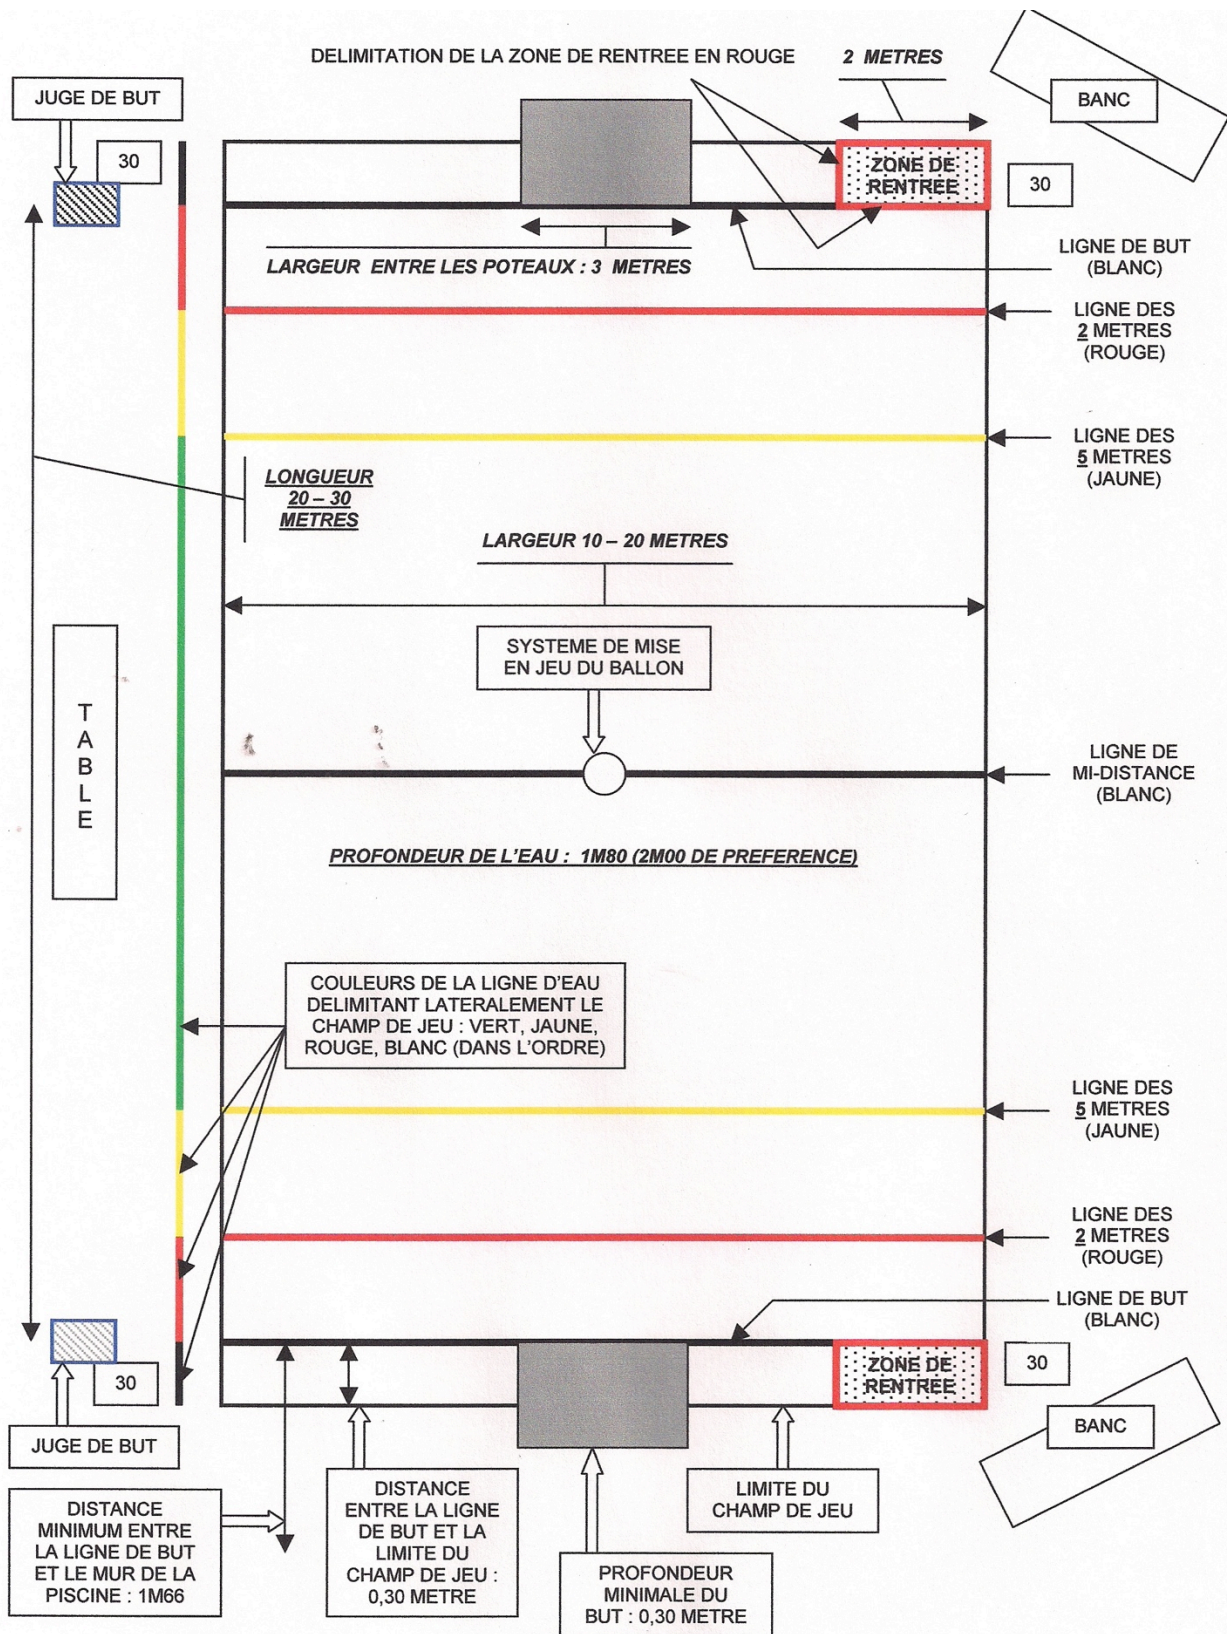 DELIMITATION DE LA ZONE DE RENTREE EN ROUGE
2 METRES
JUGE DE BUT
BANC
30
ZONE DE
RENTREE
30
LARGEUR ENTRE LES POTEAUX : 3 METRES
LIGNE DE BUT
(BLANC)
LIGNE DES
2 METRES
(ROUGE)
LIGNE DES
5 METRES
(JAUNE)
LONGUEUR
20 – 30
METRES
LARGEUR 10 – 20 METRES
SYSTEME DE MISE
EN JEU DU BALLON
T
A
B
L
E
LIGNE DE
MI-DISTANCE
(BLANC)
PROFONDEUR DE L'EAU : 1M80 (2M00 DE PREFERENCE)
COULEURS DE LA LIGNE D'EAU
DELIMITANT LATERALEMENT LE
CHAMP DE JEU : VERT, JAUNE,
ROUGE, BLANC (DANS L'ORDRE)
LIGNE DES
5 METRES
(JAUNE)
LIGNE DES
2 METRES
(ROUGE)
LIGNE DE BUT
(BLANC)
30
ZONE DE
RENTREE
30
JUGE DE BUT
BANC
DISTANCE
MINIMUM ENTRE
LA LIGNE DE BUT
ET LE MUR DE LA
PISCINE : 1M66
DISTANCE
ENTRE LA LIGNE
DE BUT ET LA
LIMITE DU
CHAMP DE JEU :
0,30 METRE
LIMITE DU
CHAMP DE JEU
PROFONDEUR
MINIMALE DU
BUT : 0,30 METRE